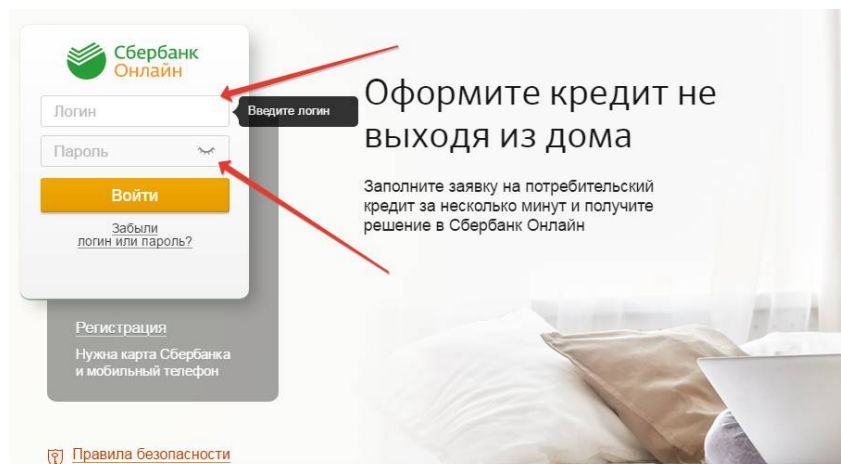 Сбербанк
Онлайн
Логин
Введите логин
Пароль
Войти
Забыли
логин или пароль?
Регистрация
Нужна карта Сбербанка
и мобильный телефон
Правила безопасности
Оформите кредит не
выходя из дома
Заполните заявку на потребительский
кредит за несколько минут и получите
решение в Сбербанк Онлайн